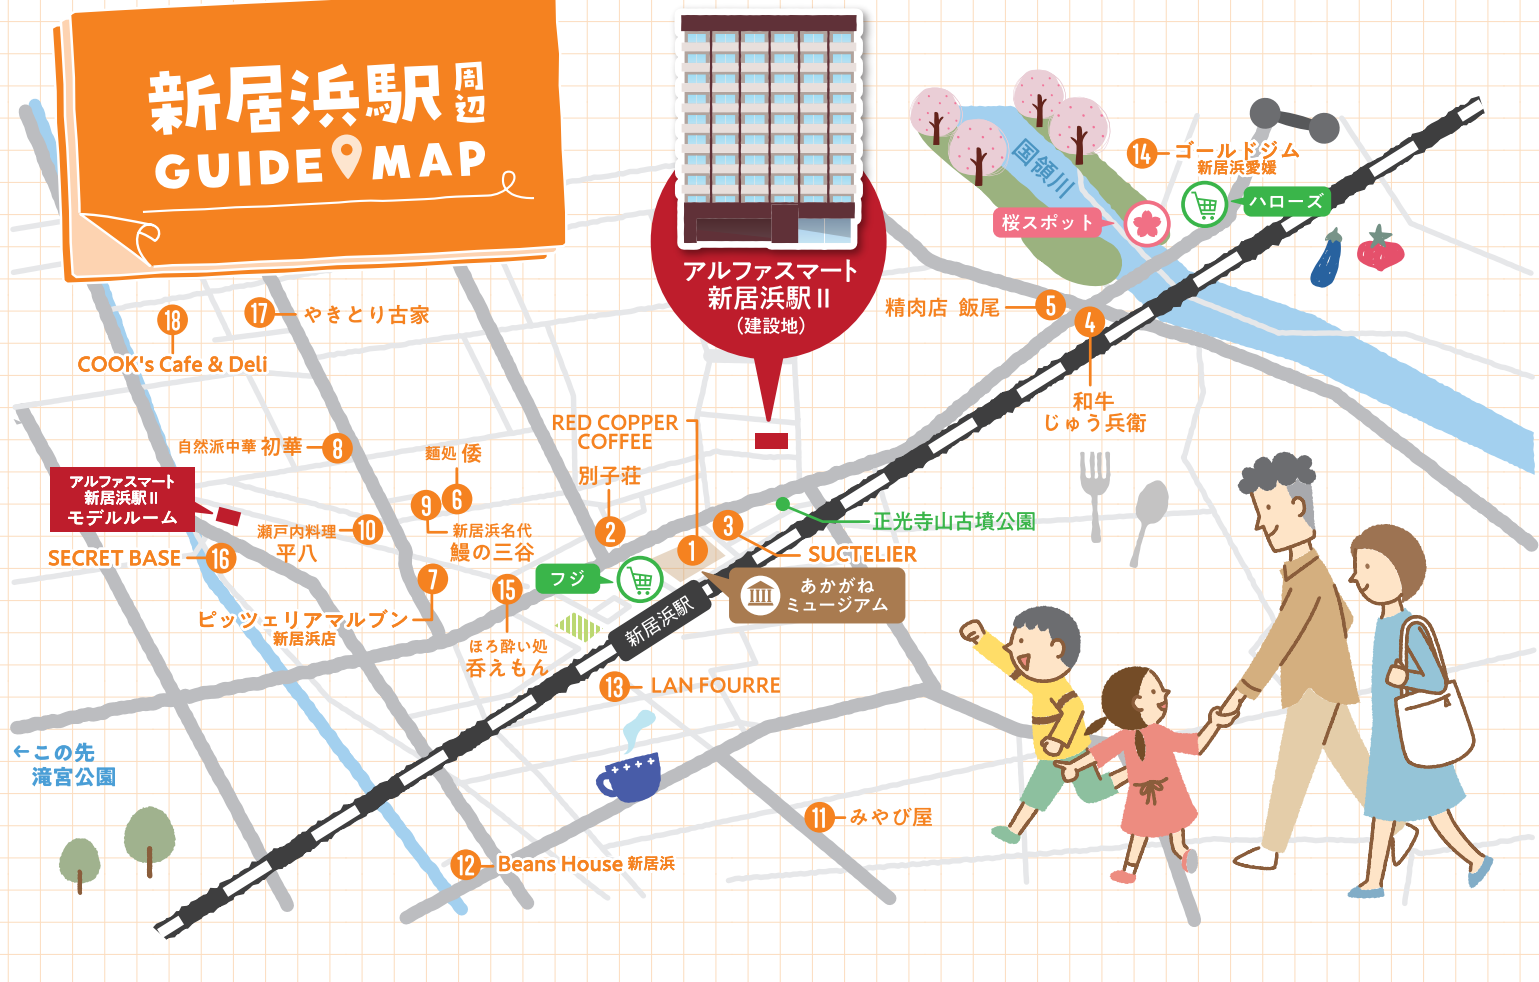 新居浜駅周辺
GUIDE MAP
アルファスマート
新居浜駅Ⅱ
(建設地)
国領川
桜スポット
14 ゴールドジム
新居浜愛媛
ハローズ
精肉店 飯尾 5
4
和牛
じゅう兵衛
18
COOK's Cafe & Deli
17 やきとり古家
自然派中華 初華 8
麺処 倭
6
9
新居浜名代
鰻の三谷
アルファスマート
新居浜駅Ⅱ
モデルルーム
瀬戸内料理 10
平八
SECRET BASE 16
ピッツェリアマルブン 7
新居浜店
RED COPPER
COFFEE
1
別子荘
2
3
SUCTELIER
正光寺山古墳公園
フジ
あかがね
ミュージアム
新居浜駅
15
ほろ酔い処
呑えもん
13 LAN FOURRE
←この先
滝宮公園
11 みやび屋
12 Beans House 新居浜